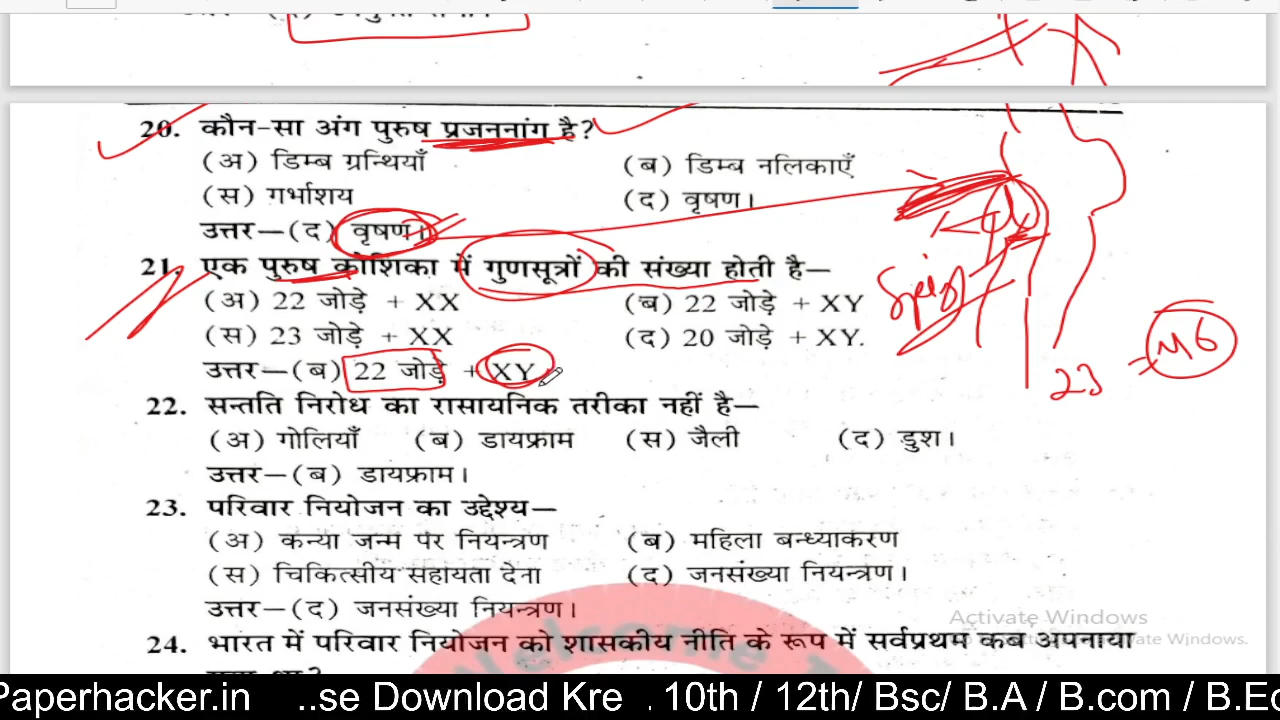 20. कौन-सा अंग पुरुष प्रजननांग है?
(अ) डिम्ब ग्रन्थियाँ (ब) डिम्ब नलिकाएँ
(स) गर्भाशय (द) वृषण।
उत्तर—(द) वृषण।
21. एक पुरुष कोशिका में गुणसूत्रों की संख्या होती है—
(अ) 22 जोड़े + XX (ब) 22 जोड़े + XY
(स) 23 जोड़े + XX (द) 20 जोड़े + XY.
उत्तर—(ब) 22 जोड़े + XY
23 = 46
22. सन्तति निरोध का रासायनिक तरीका नहीं है—
(अ) गोलियाँ (ब) डायफ्राम (स) जैली (द) डुश।
उत्तर—(ब) डायफ्राम।
23. परिवार नियोजन का उद्देश्य—
(अ) कन्या जन्म पर नियन्त्रण (ब) महिला बन्ध्याकरण
(स) चिकित्सीय सहायता देना (द) जनसंख्या नियन्त्रण।
उत्तर—(द) जनसंख्या नियन्त्रण।
Activate Windows
24. भारत में परिवार नियोजन को शासकीय नीति के रूप में सर्वप्रथम कब अपनाया
Welcome
Paperhacker.in ..se Download Kre . 10th / 12th/ Bsc/ B.A / B.com / B.Ed